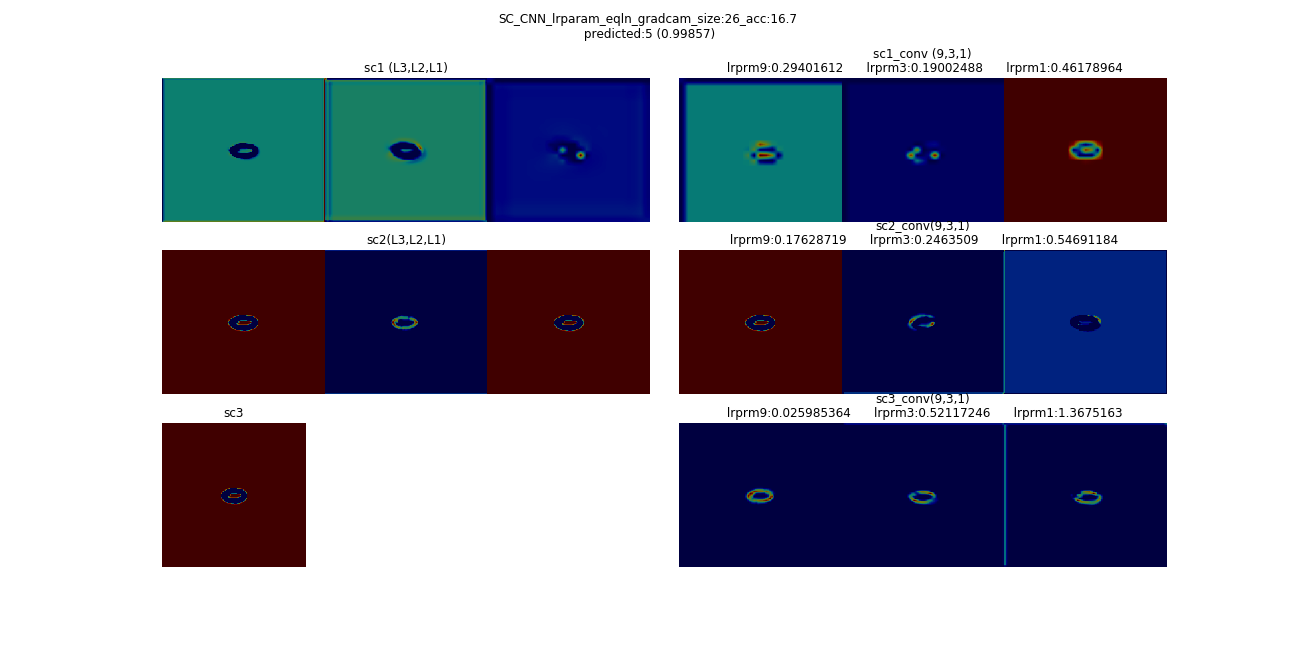 SC_CNN_lrparam_eqln_gradcam_size:26_acc:16.7
predicted:5 (0.99857)
sc1 (L3,L2,L1)
sc1_conv (9,3,1)
lrprm9:0.29401612 lrprm3:0.19002488 lrprm1:0.46178964
sc2(L3,L2,L1)
sc2_conv(9,3,1)
lrprm9:0.17628719 lrprm3:0.2463509 lrprm1:0.54691184
sc3
sc3_conv(9,3,1)
lrprm9:0.025985364 lrprm3:0.52117246 lrprm1:1.3675163